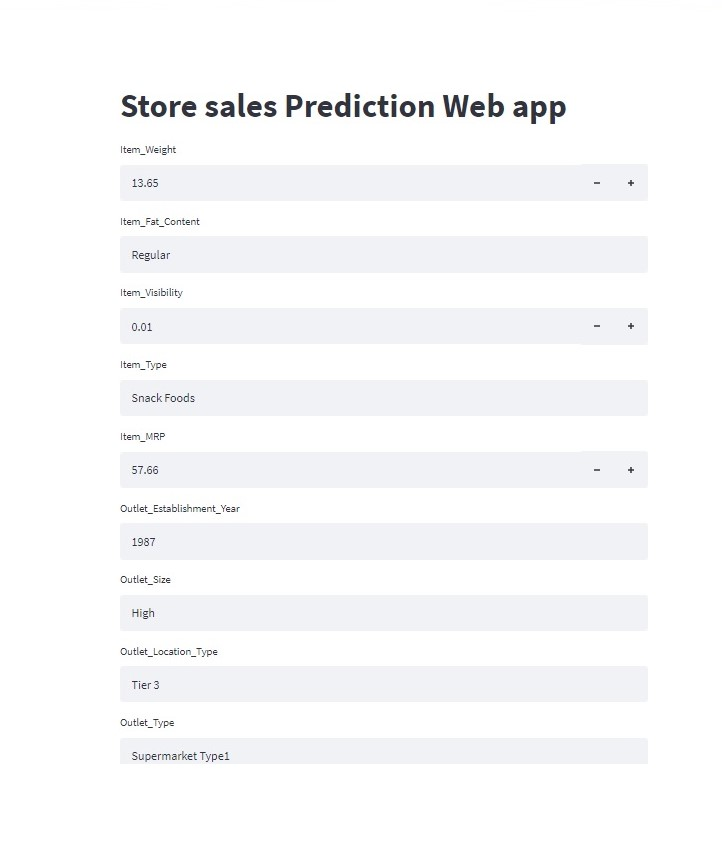 Store sales Prediction Web app
Item_Weight
13.65 − +
Item_Fat_Content
Regular
Item_Visibility
0.01 − +
Item_Type
Snack Foods
Item_MRP
57.66 − +
Outlet_Establishment_Year
1987
Outlet_Size
High
Outlet_Location_Type
Tier 3
Outlet_Type
Supermarket Type1